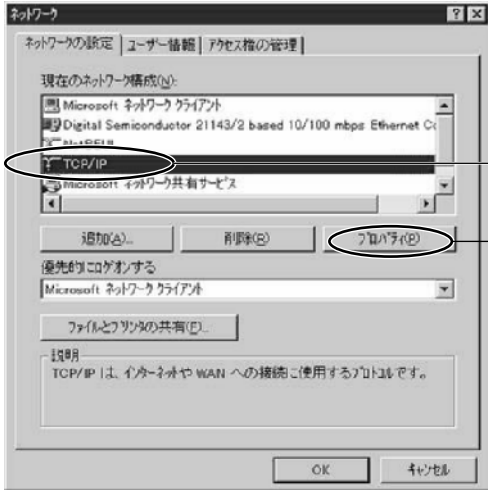 ネットワーク
ネットワークの設定 ユーザー情報 アクセス権の管理
現在のネットワーク構成(N):
Microsoft ネットワーク クライアント
Digital Semiconductor 21143/2 based 10/100 mbps Ethernet Co
NetBEUI
TCP/IP
Microsoft ネットワーク共有サービス
追加(A)... 削除(R) プロパティ(P)
優先的にログオンする
Microsoft ネットワーク クライアント
ファイルとプリンタの共有(F)...
説明
TCP/IP は、インターネットや WAN への接続に使用するプロトコルです。
OK キャンセル